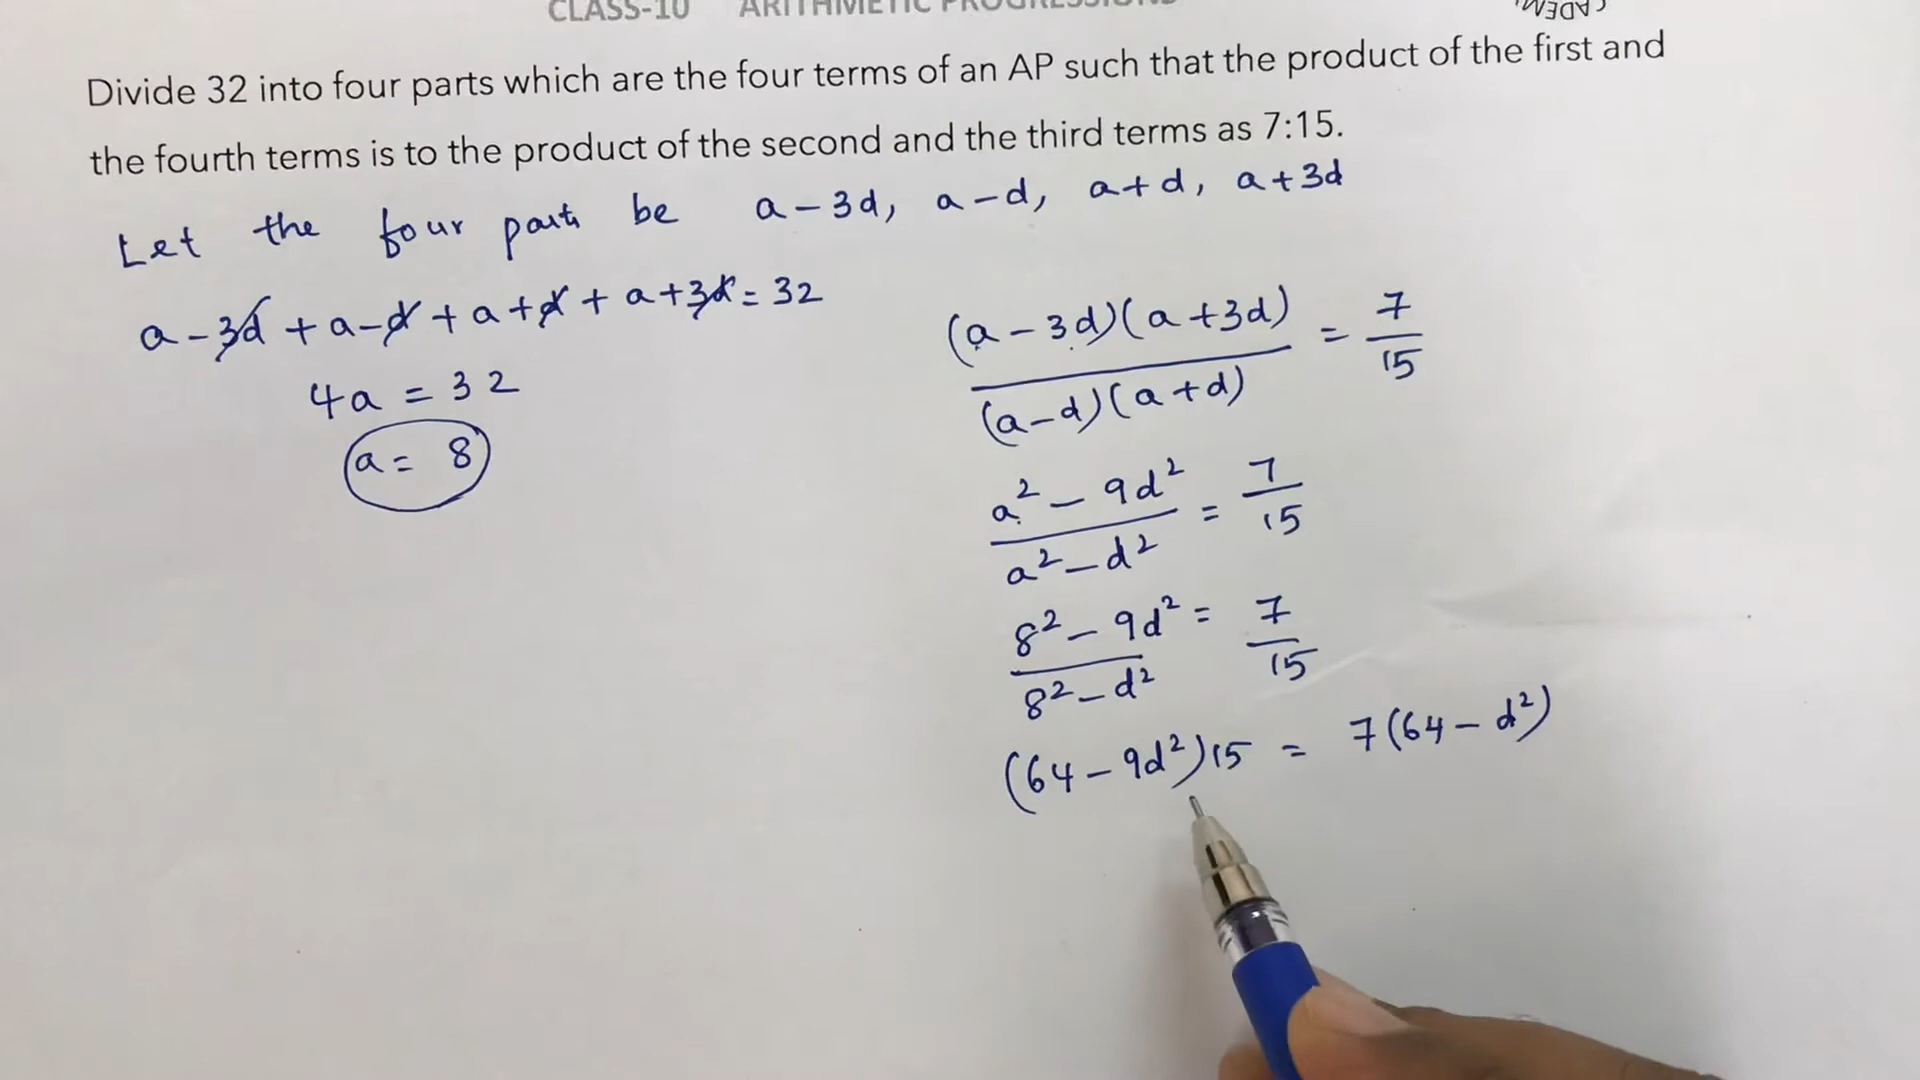 CLASS-10 ARITHMETIC PROGRESSIONS
Divide 32 into four parts which are the four terms of an AP such that the product of the first and
the fourth terms is to the product of the second and the third terms as 7:15.
Let the four parts be a - 3d, a - d, a + d, a + 3d
a - 3d + a - d + a + d + a + 3d = 32
4a = 32
a = 8
(a - 3d)(a + 3d) / (a - d)(a + d) = 7/15
a² - 9d² / a² - d² = 7/15
8² - 9d² / 8² - d² = 7/15
(64 - 9d²)15 = 7(64 - d²)